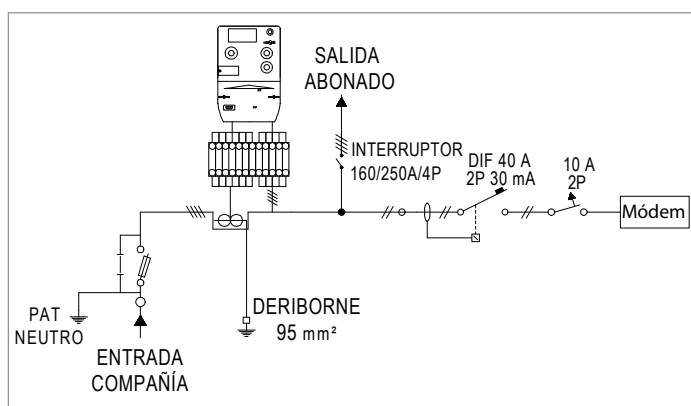 SALIDA
ABONADO
INTERRUPTOR
160/250A/4P
DIF 40 A
2P 30 mA
10 A
2P
Módem
PAT
NEUTRO
DERIBORNE
95 mm²
ENTRADA
COMPAÑÍA